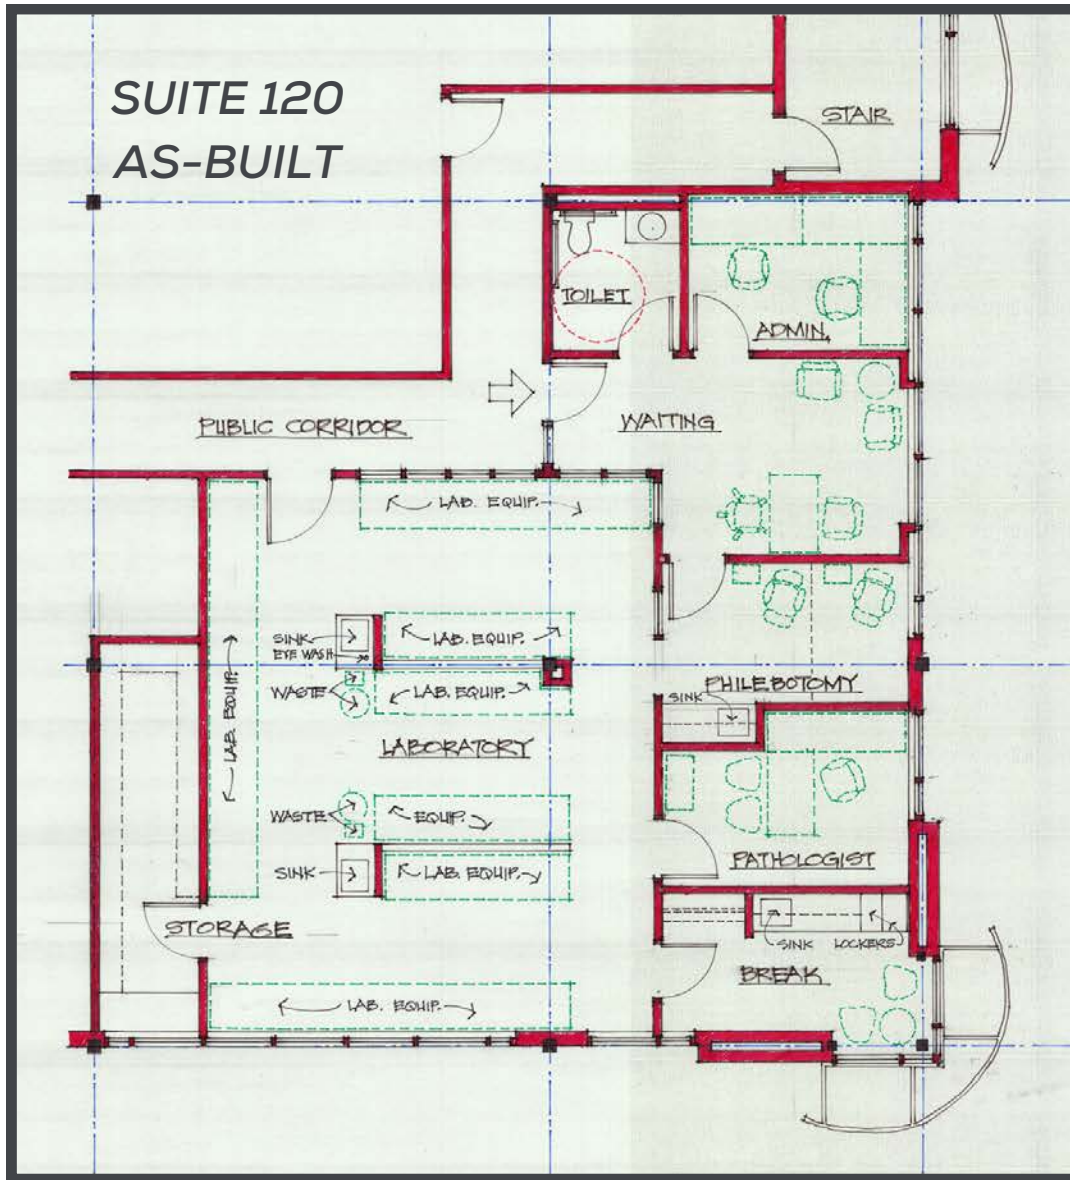 SUITE 120
AS-BUILT
STAIR
TOILET
ADMIN.
PUBLIC CORRIDOR
WAITING
LAB. EQUIP.
LAB. EQUIP.
SINK
EYE WASH
LAB. EQUIP.
WASTE
LAB. EQUIP.
PHILEBOTOMY
SINK
LABORATORY
WASTE
EQUIP.
SINK
LAB. EQUIP.
PATHOLOGIST
STORAGE
SINK
LOCKERS
BREAK
LAB. EQUIP.